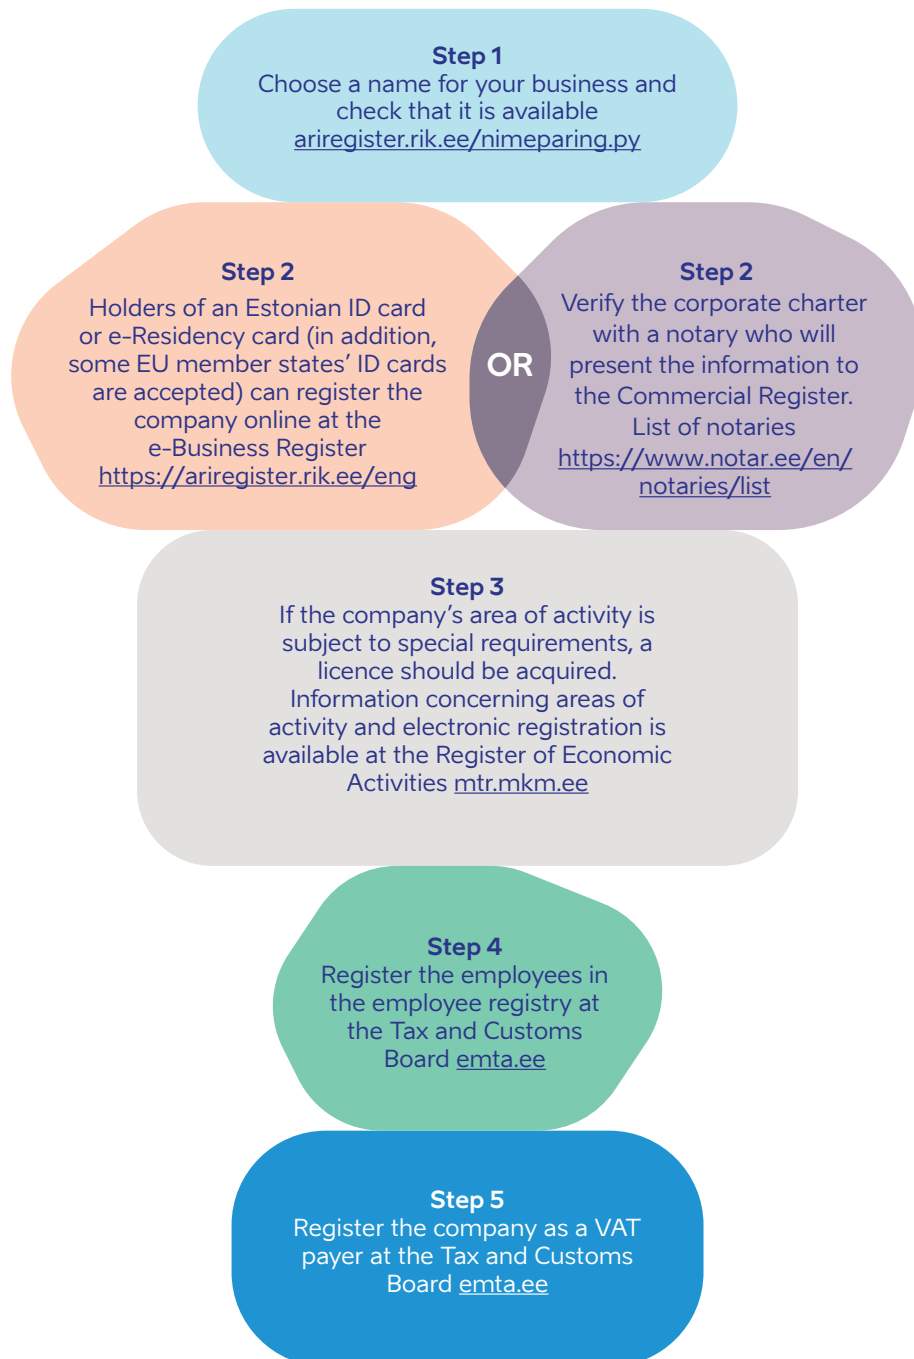 Step 1
Choose a name for your business and
check that it is available
ariregister.rik.ee/nimeparing.py
Step 2
Holders of an Estonian ID card
or e-Residency card (in addition,
some EU member states’ ID cards
are accepted) can register the
company online at the
e-Business Register
https://ariregister.rik.ee/eng
OR
Step 2
Verify the corporate charter
with a notary who will
present the information to
the Commercial Register.
List of notaries
https://www.notar.ee/en/
notaries/list
Step 3
If the company’s area of activity is
subject to special requirements, a
licence should be acquired.
Information concerning areas of
activity and electronic registration is
available at the Register of Economic
Activities mtr.mkm.ee
Step 4
Register the employees in
the employee registry at
the Tax and Customs
Board emta.ee
Step 5
Register the company as a VAT
payer at the Tax and Customs
Board emta.ee